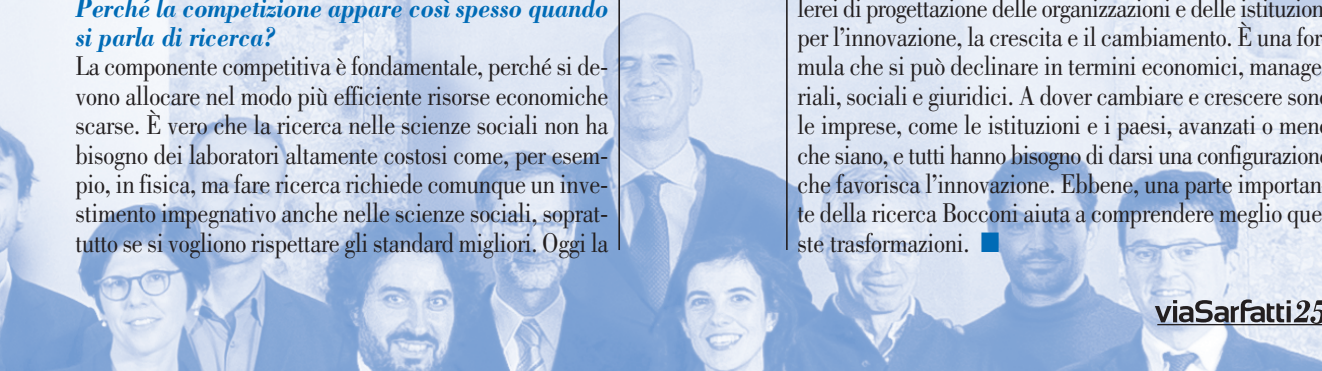 Perché la competizione appare così spesso quando
si parla di ricerca?
La componente competitiva è fondamentale, perché si de-
vono allocare nel modo più efficiente risorse economiche
scarse. È vero che la ricerca nelle scienze sociali non ha
bisogno dei laboratori altamente costosi come, per esem-
pio, in fisica, ma fare ricerca richiede comunque un inve-
stimento impegnativo anche nelle scienze sociali, soprat-
tutto se si vogliono rispettare gli standard migliori. Oggi la
lerei di progettazione delle organizzazioni e delle istituzion
per l'innovazione, la crescita e il cambiamento. È una for
mula che si può declinare in termini economici, manage
riali, sociali e giuridici. A dover cambiare e crescere sono
le imprese, come le istituzioni e i paesi, avanzati o meno
che siano, e tutti hanno bisogno di darsi una configurazione
che favorisca l'innovazione. Ebbene, una parte importan
te della ricerca Bocconi aiuta a comprendere meglio que
ste trasformazioni.
viaSarfatti25